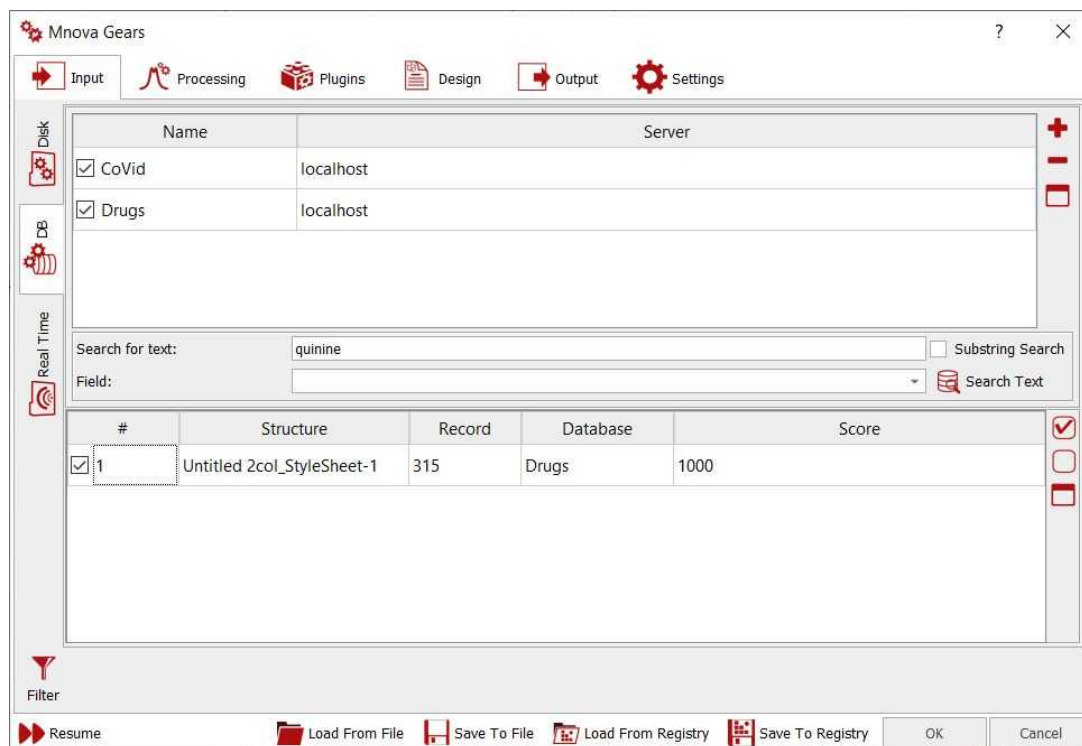 Mnova Gears ?
Input Processing Plugins Design Output Settings
Disk
DB
Real Time
Name Server
CoVid localhost
Drugs localhost
Search for text: quinine Substring Search
Field: Search Text
# Structure Record Database Score
1 Untitled 2col_StyleSheet-1 315 Drugs 1000
Filter
Resume Load From File Save To File Load From Registry Save To Registry OK Cancel